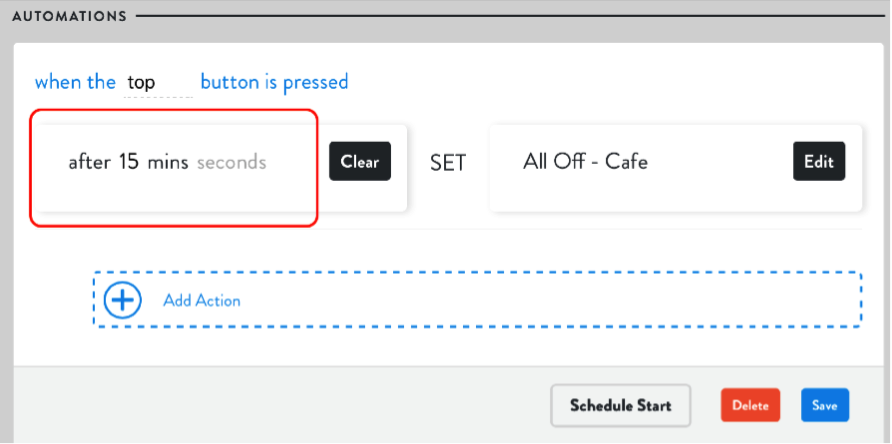 AUTOMATIONS
when the top button is pressed
after 15 mins seconds Clear SET All Off - Cafe Edit
Add Action
Schedule Start Delete Save